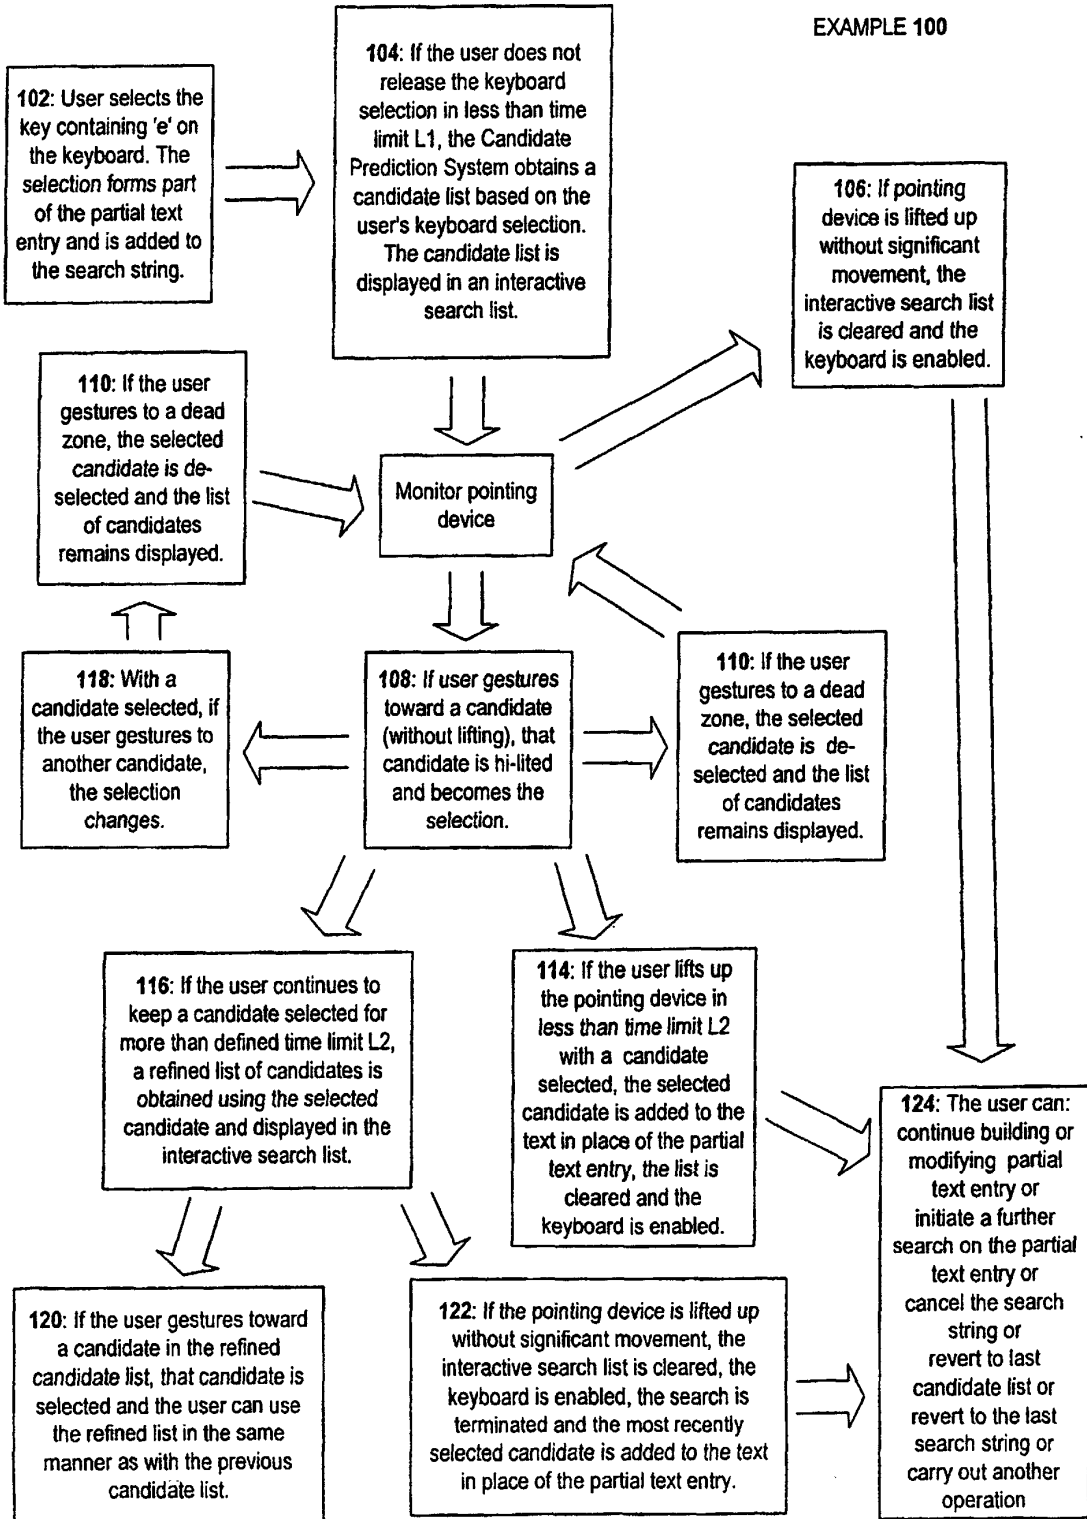 EXAMPLE 100
102: User selects the
key containing 'e' on
the keyboard. The
selection forms part
of the partial text
entry and is added to
the search string.
104: If the user does not
release the keyboard
selection in less than time
limit L1, the Candidate
Prediction System obtains a
candidate list based on the
user's keyboard selection.
The candidate list is
displayed in an interactive
search list.
106: If pointing
device is lifted up
without significant
movement, the
interactive search list
is cleared and the
keyboard is enabled.
110: If the user
gestures to a dead
zone, the selected
candidate is de-
selected and the list
of candidates
remains displayed.
Monitor pointing
device
118: With a
candidate selected, if
the user gestures to
another candidate,
the selection
changes.
108: If user gestures
toward a candidate
(without lifting), that
candidate is hi-lited
and becomes the
selection.
110: If the user
gestures to a dead
zone, the selected
candidate is de-
selected and the list
of candidates
remains displayed.
116: If the user continues to
keep a candidate selected for
more than defined time limit L2,
a refined list of candidates is
obtained using the selected
candidate and displayed in the
interactive search list.
114: If the user lifts up
the pointing device in
less than time limit L2
with a candidate
selected, the selected
candidate is added to the
text in place of the partial
text entry, the list is
cleared and the
keyboard is enabled.
124: The user can:
continue building or
modifying partial
text entry or
initiate a further
search on the partial
text entry or
cancel the search
string or
revert to last
candidate list or
revert to the last
search string or
carry out another
operation
120: If the user gestures toward
a candidate in the refined
candidate list, that candidate is
selected and the user can use
the refined list in the same
manner as with the previous
candidate list.
122: If the pointing device is lifted up
without significant movement, the
interactive search list is cleared, the
keyboard is enabled, the search is
terminated and the most recently
selected candidate is added to the text
in place of the partial text entry.